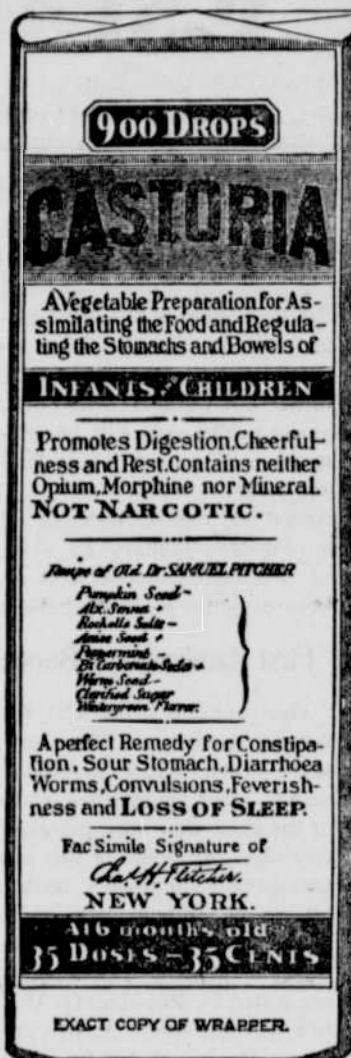 900 DROPS
CASTORIA
A Vegetable Preparation for As-
similating the Food and Regula-
ting the Stomachs and Bowels of
INFANTS AND CHILDREN
Promotes Digestion, Cheerful-
ness and Rest. Contains neither
Opium, Morphine nor Mineral.
NOT NARCOTIC.
Recipe of Old Dr SAMUEL PITCHER
Pumpkin Seed -
Alx. Senna +
Rochelle Salts -
Anise Seed +
Peppermint
Bi Carbonate Soda +
Worm Seed -
Clarified Sugar
Wintergreen Flavor.
A perfect Remedy for Constipa-
tion, Sour Stomach, Diarrhoea
Worms, Convulsions, Feverish-
ness and LOSS OF SLEEP.
Fac Simile Signature of
Chas H Fletcher.
NEW YORK.
At 6 months old
35 DOSES - 35 CENTS
EXACT COPY OF WRAPPER.